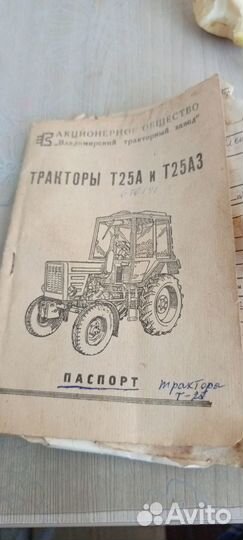 АКЦИОНЕРНОЕ ОБЩЕСТВО
„Владимирский тракторный завод"
ТРАКТОРЫ Т25А и Т25А3
ПАСПОРТ
трактора
Т-25
Avito